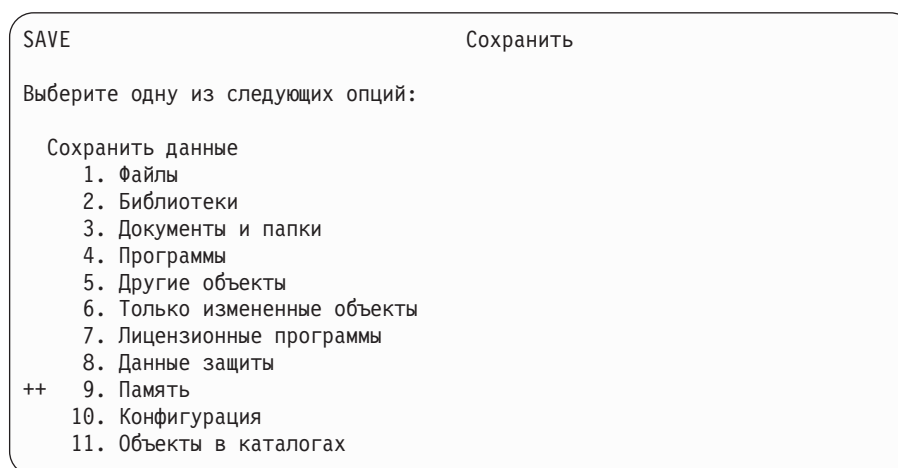 SAVE Сохранить
Выберите одну из следующих опций:
Сохранить данные
1. Файлы
2. Библиотеки
3. Документы и папки
4. Программы
5. Другие объекты
6. Только измененные объекты
7. Лицензионные программы
8. Данные защиты
++ 9. Память
10. Конфигурация
11. Объекты в каталогах